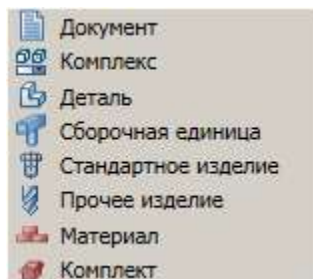 Документ
Комплекс
Деталь
Сборочная единица
Стандартное изделие
Прочее изделие
Материал
Комплект